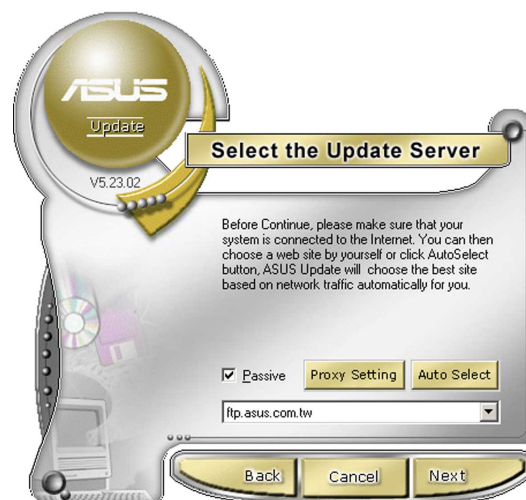 ASUS
Update
V5.23.02
Select the Update Server
Before Continue, please make sure that your
system is connected to the Internet. You can then
choose a web site by yourself or click AutoSelect
button, ASUS Update will choose the best site
based on network traffic automatically for you.
Passive
Proxy Setting
Auto Select
ftp.asus.com.tw
Back
Cancel
Next